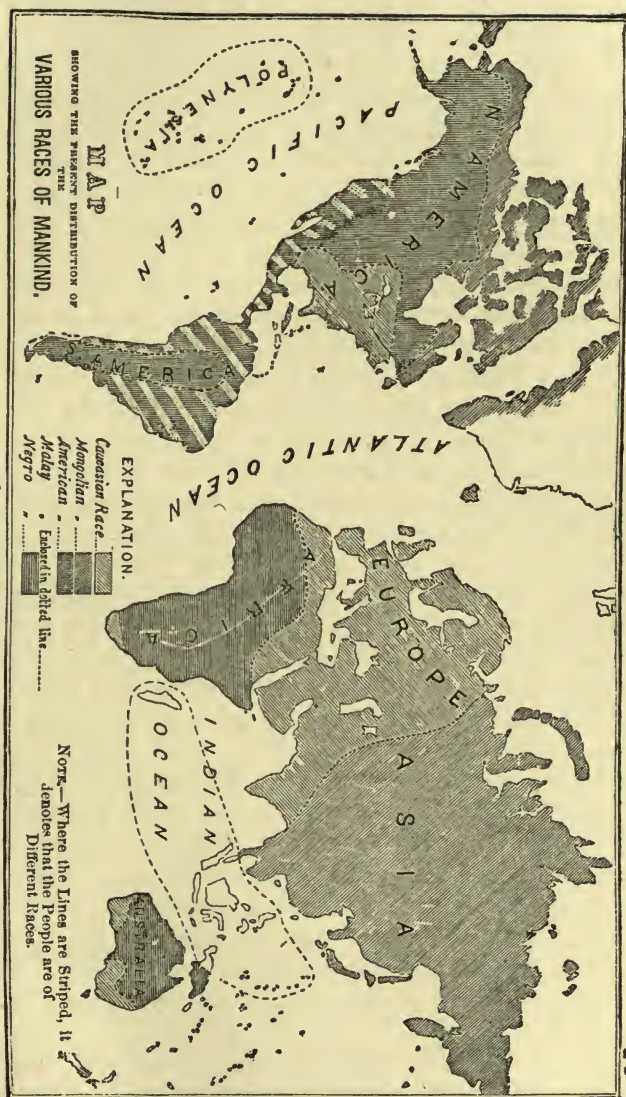 N. AMERICA
PACIFIC OCEAN
POLYNESIA
MAP
SHOWING THE PRESENT DISTRIBUTION OF
THE
VARIOUS RACES OF MANKIND.
S. AMERICA
ATLANTIC OCEAN
EUROPE
ASIA
AFRICA
INDIAN
OCEAN
AUSTRALIA
EXPLANATION.
Caucasian Race......
Mongolian „ ......
American „ ......
Malay „ Enclosed in dotted line........
Negro „ ......
NOTE.—Where the Lines are Striped, it
denotes that the People are of
Different Races.